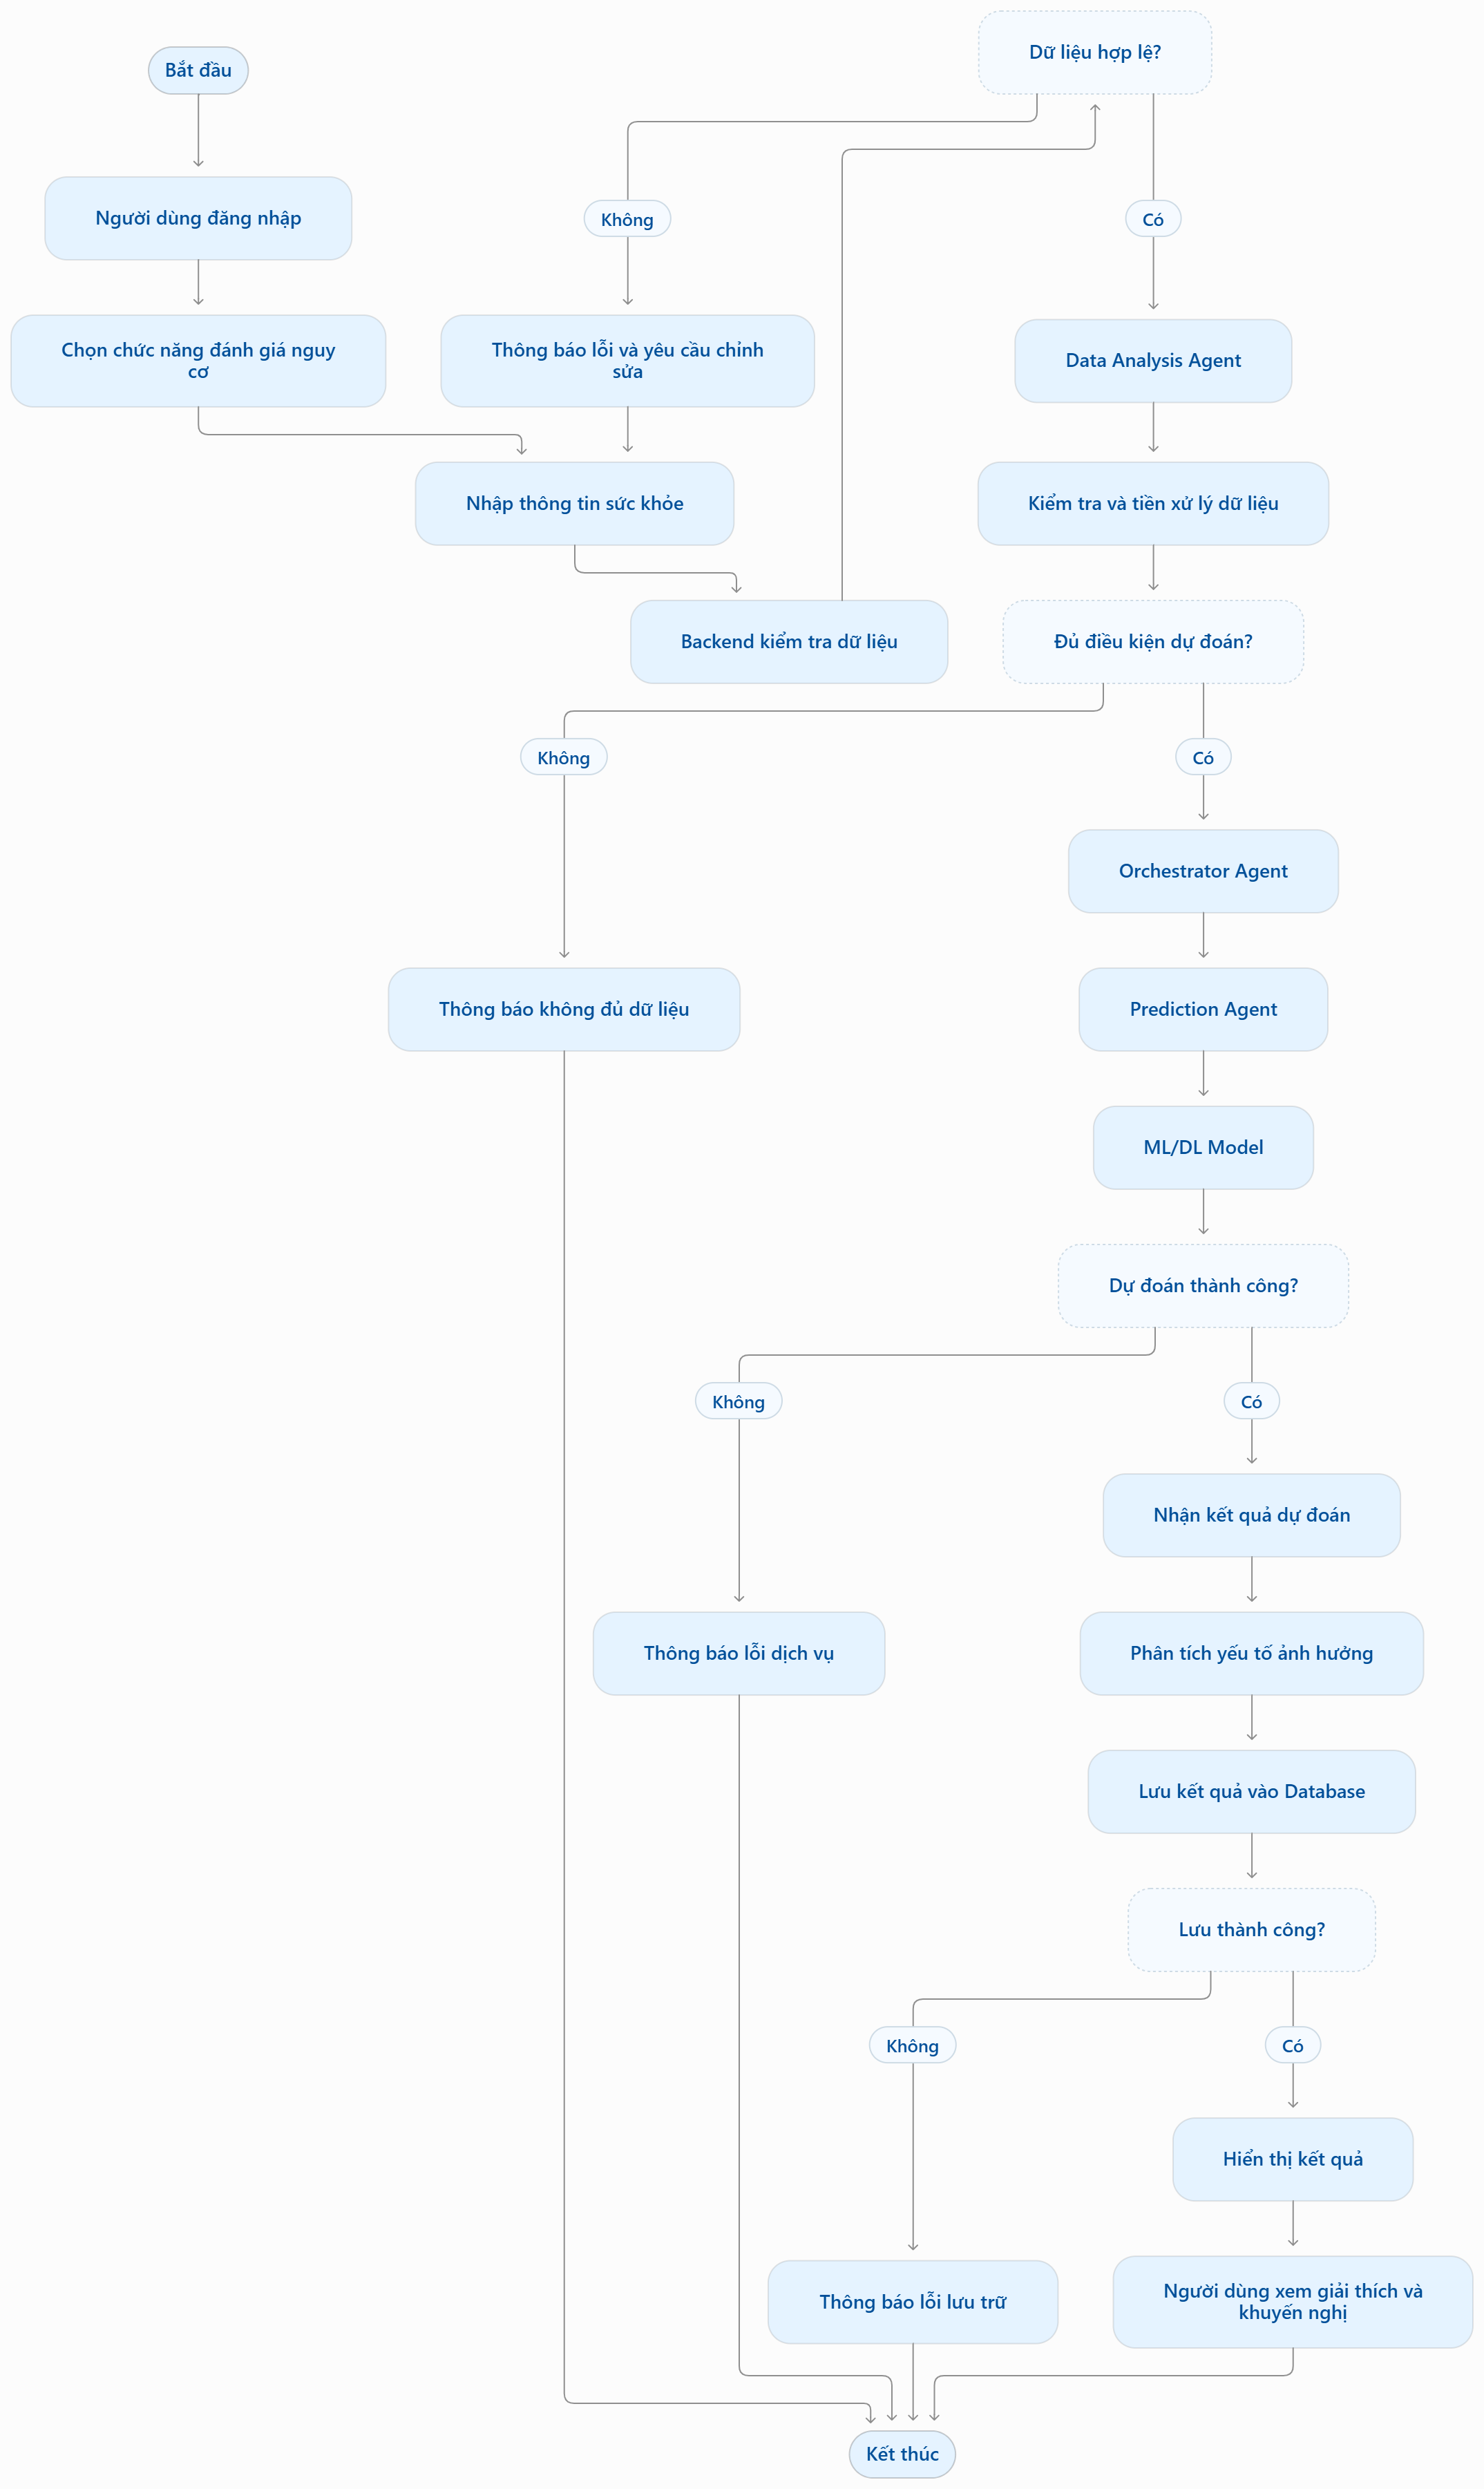 Bắt đầu
Người dùng đăng nhập
Chọn chức năng đánh giá nguy
cơ
Dữ liệu hợp lệ?
Không
Có
Thông báo lỗi và yêu cầu chỉnh
sửa
Nhập thông tin sức khỏe
Backend kiểm tra dữ liệu
Data Analysis Agent
Kiểm tra và tiền xử lý dữ liệu
Đủ điều kiện dự đoán?
Không
Có
Thông báo không đủ dữ liệu
Orchestrator Agent
Prediction Agent
ML/DL Model
Dự đoán thành công?
Không
Có
Thông báo lỗi dịch vụ
Nhận kết quả dự đoán
Phân tích yếu tố ảnh hưởng
Lưu kết quả vào Database
Lưu thành công?
Không
Có
Thông báo lỗi lưu trữ
Hiển thị kết quả
Người dùng xem giải thích và
khuyến nghị
Kết thúc